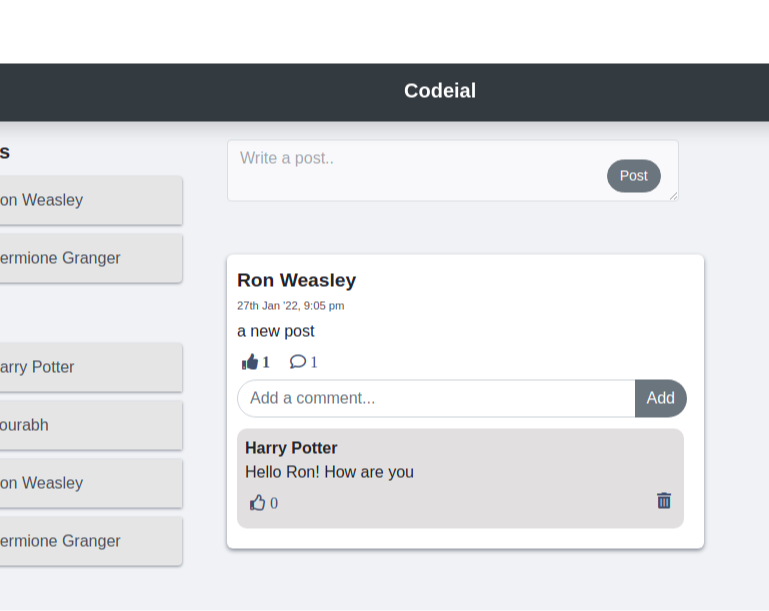 Codeial
s
on Weasley
ermione Granger
arry Potter
ourabh
on Weasley
ermione Granger
Write a post..
Post
Ron Weasley
27th Jan '22, 9:05 pm
a new post
1 1
Add a comment... Add
Harry Potter
Hello Ron! How are you
0